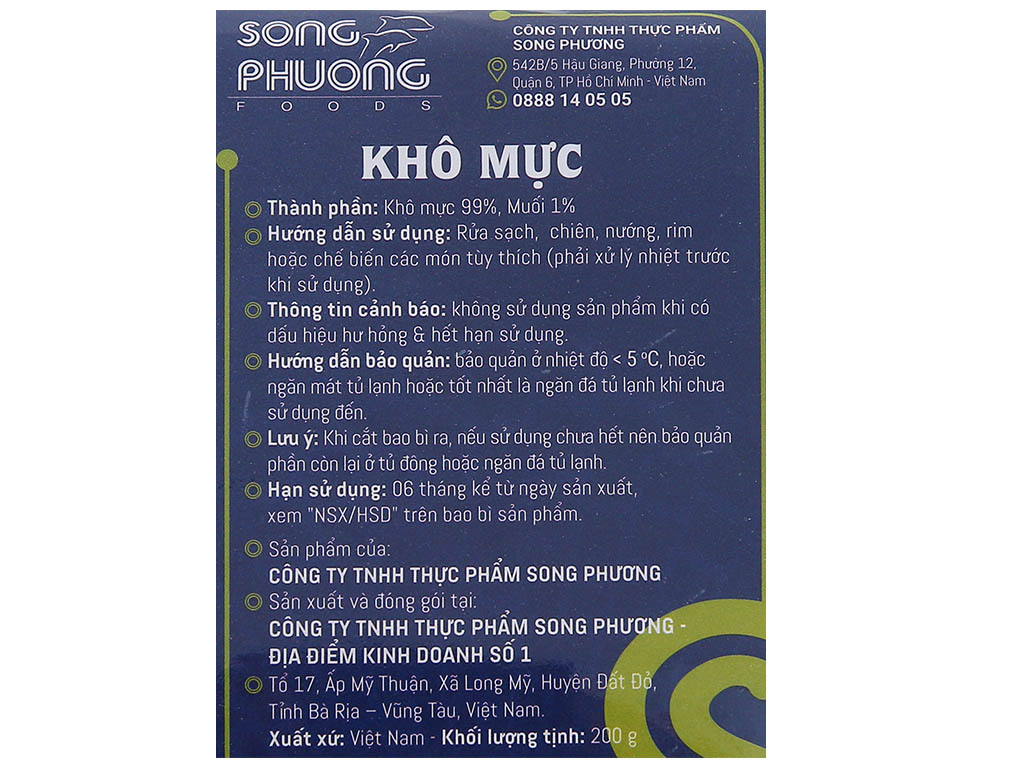 SONG
PHUONG
FOODS
CÔNG TY TNHH THỰC PHẨM
SONG PHƯƠNG
542B/5 Hậu Giang, Phường 12,
Quận 6, TP Hồ Chí Minh - Việt Nam
0888 14 05 05
KHÔ MỰC
Thành phần: Khô mực 99%, Muối 1%
Hướng dẫn sử dụng: Rửa sạch, chiên, nướng, rim
hoặc chế biến các món tùy thích (phải xử lý nhiệt trước
khi sử dụng).
Thông tin cảnh báo: không sử dụng sản phẩm khi có
dấu hiệu hư hỏng & hết hạn sử dụng.
Hướng dẫn bảo quản: bảo quản ở nhiệt độ < 5 ºC, hoặc
ngăn mát tủ lạnh hoặc tốt nhất là ngăn đá tủ lạnh khi chưa
sử dụng đến.
Lưu ý: Khi cắt bao bì ra, nếu sử dụng chưa hết nên bảo quản
phần còn lại ở tủ đông hoặc ngăn đá tủ lạnh.
Hạn sử dụng: 06 tháng kể từ ngày sản xuất,
xem "NSX/HSD" trên bao bì sản phẩm.
Sản phẩm của:
CÔNG TY TNHH THỰC PHẨM SONG PHƯƠNG
Sản xuất và đóng gói tại:
CÔNG TY TNHH THỰC PHẨM SONG PHƯƠNG -
ĐỊA ĐIỂM KINH DOANH SỐ 1
Tổ 17, Ấp Mỹ Thuận, Xã Long Mỹ, Huyện Đất Đỏ,
Tỉnh Bà Rịa – Vũng Tàu, Việt Nam.
Xuất xứ: Việt Nam - Khối lượng tịnh: 200 g